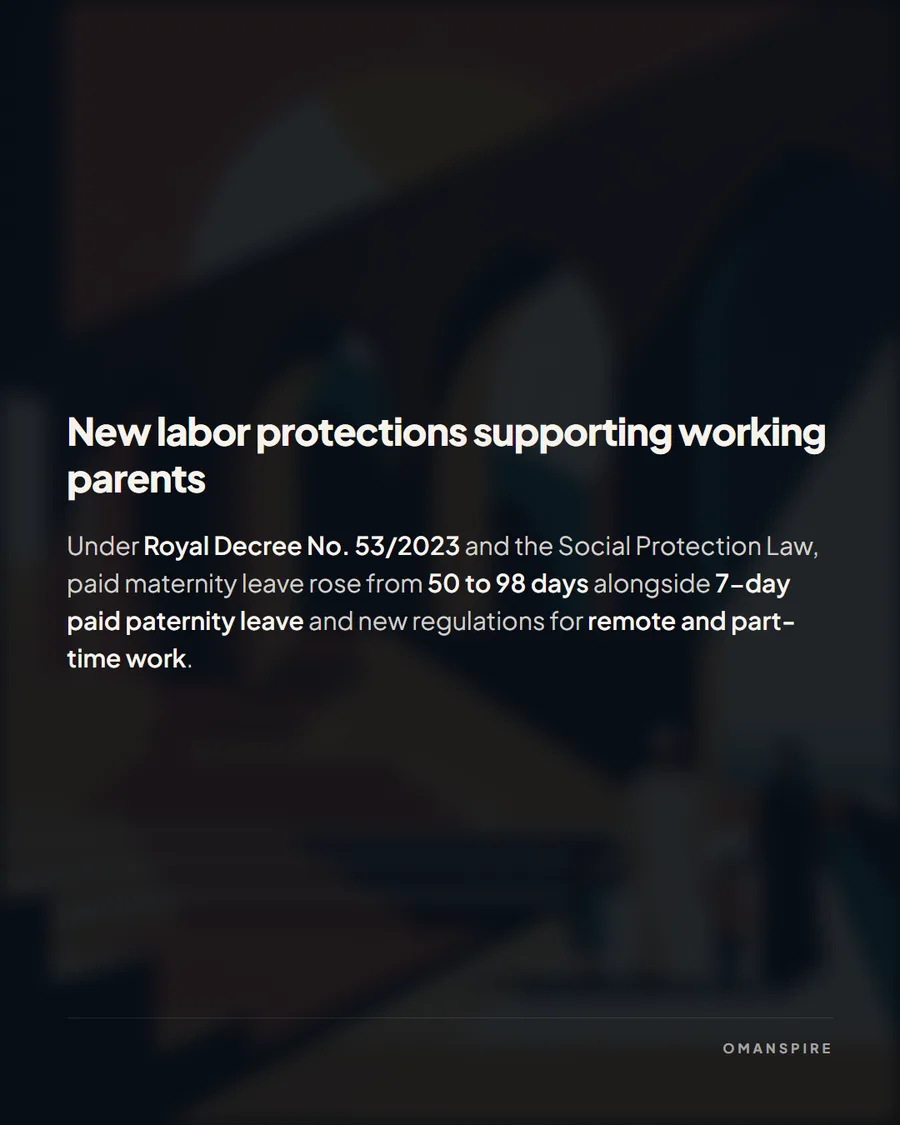 New labor protections supporting working
parents
Under Royal Decree No. 53/2023 and the Social Protection Law,
paid maternity leave rose from 50 to 98 days alongside 7–day
paid paternity leave and new regulations for remote and part–
time work.
OMANSPIRE